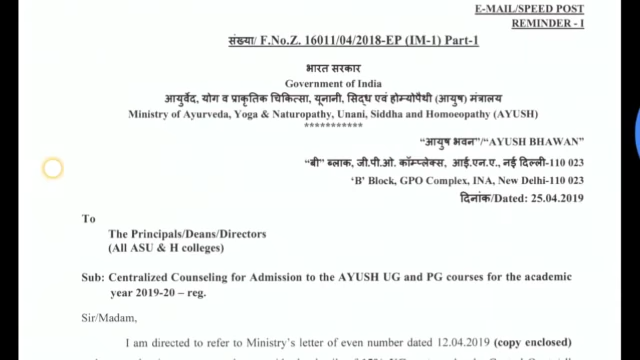 E-MAIL/SPEED POST
REMINDER - I
संख्या/ F.No.Z. 16011/04/2018-EP (IM-1) Part-1
भारत सरकार
Government of India
आयुर्वेद, योग व प्राकृतिक चिकित्सा, यूनानी, सिद्ध एवं होम्योपैथी (आयुष) मंत्रालय
Ministry of Ayurveda, Yoga & Naturopathy, Unani, Siddha and Homoeopathy (AYUSH)
***********
"आयुष भवन"/"AYUSH BHAWAN"
"बी" ब्लाक, जी.पी.ओ. कॉम्प्लेक्स, आई.एन.ए., नई दिल्ली-110 023
'B' Block, GPO Complex, INA, New Delhi-110 023
दिनांक/Dated: 25.04.2019
To
The Principals/Deans/Directors
(All ASU & H colleges)
Sub: Centralized Counseling for Admission to the AYUSH UG and PG courses for the academic
year 2019-20 – reg.
Sir/Madam,
I am directed to refer to Ministry's letter of even number dated 12.04.2019 (copy enclosed)